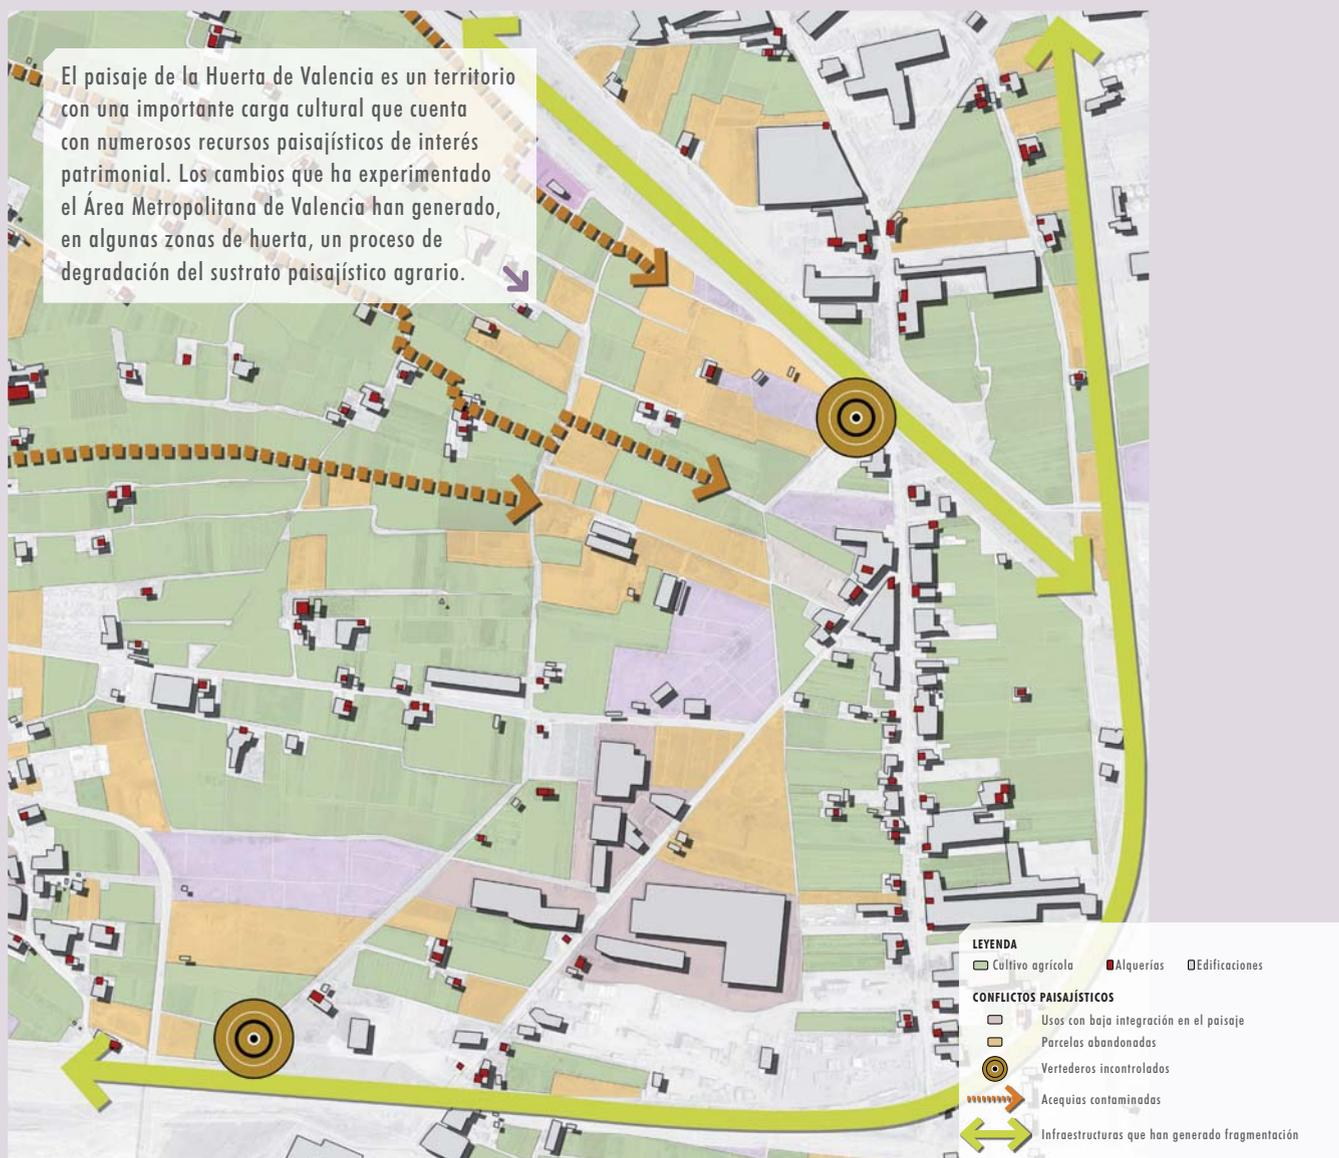 El paisaje de la Huerta de Valencia es un territorio
con una importante carga cultural que cuenta
con numerosos recursos paisajísticos de interés
patrimonial. Los cambios que ha experimentado
el Área Metropolitana de Valencia han generado,
en algunas zonas de huerta, un proceso de
degradación del sustrato paisajístico agrario.
LEYENDA
Cultivo agrícola Alquerías Edificaciones
CONFLICTOS PAISAJÍSTICOS
Usos con baja integración en el paisaje
Parcelas abandonadas
Vertederos incontrolados
Acequias contaminadas
Infraestructuras que han generado fragmentación